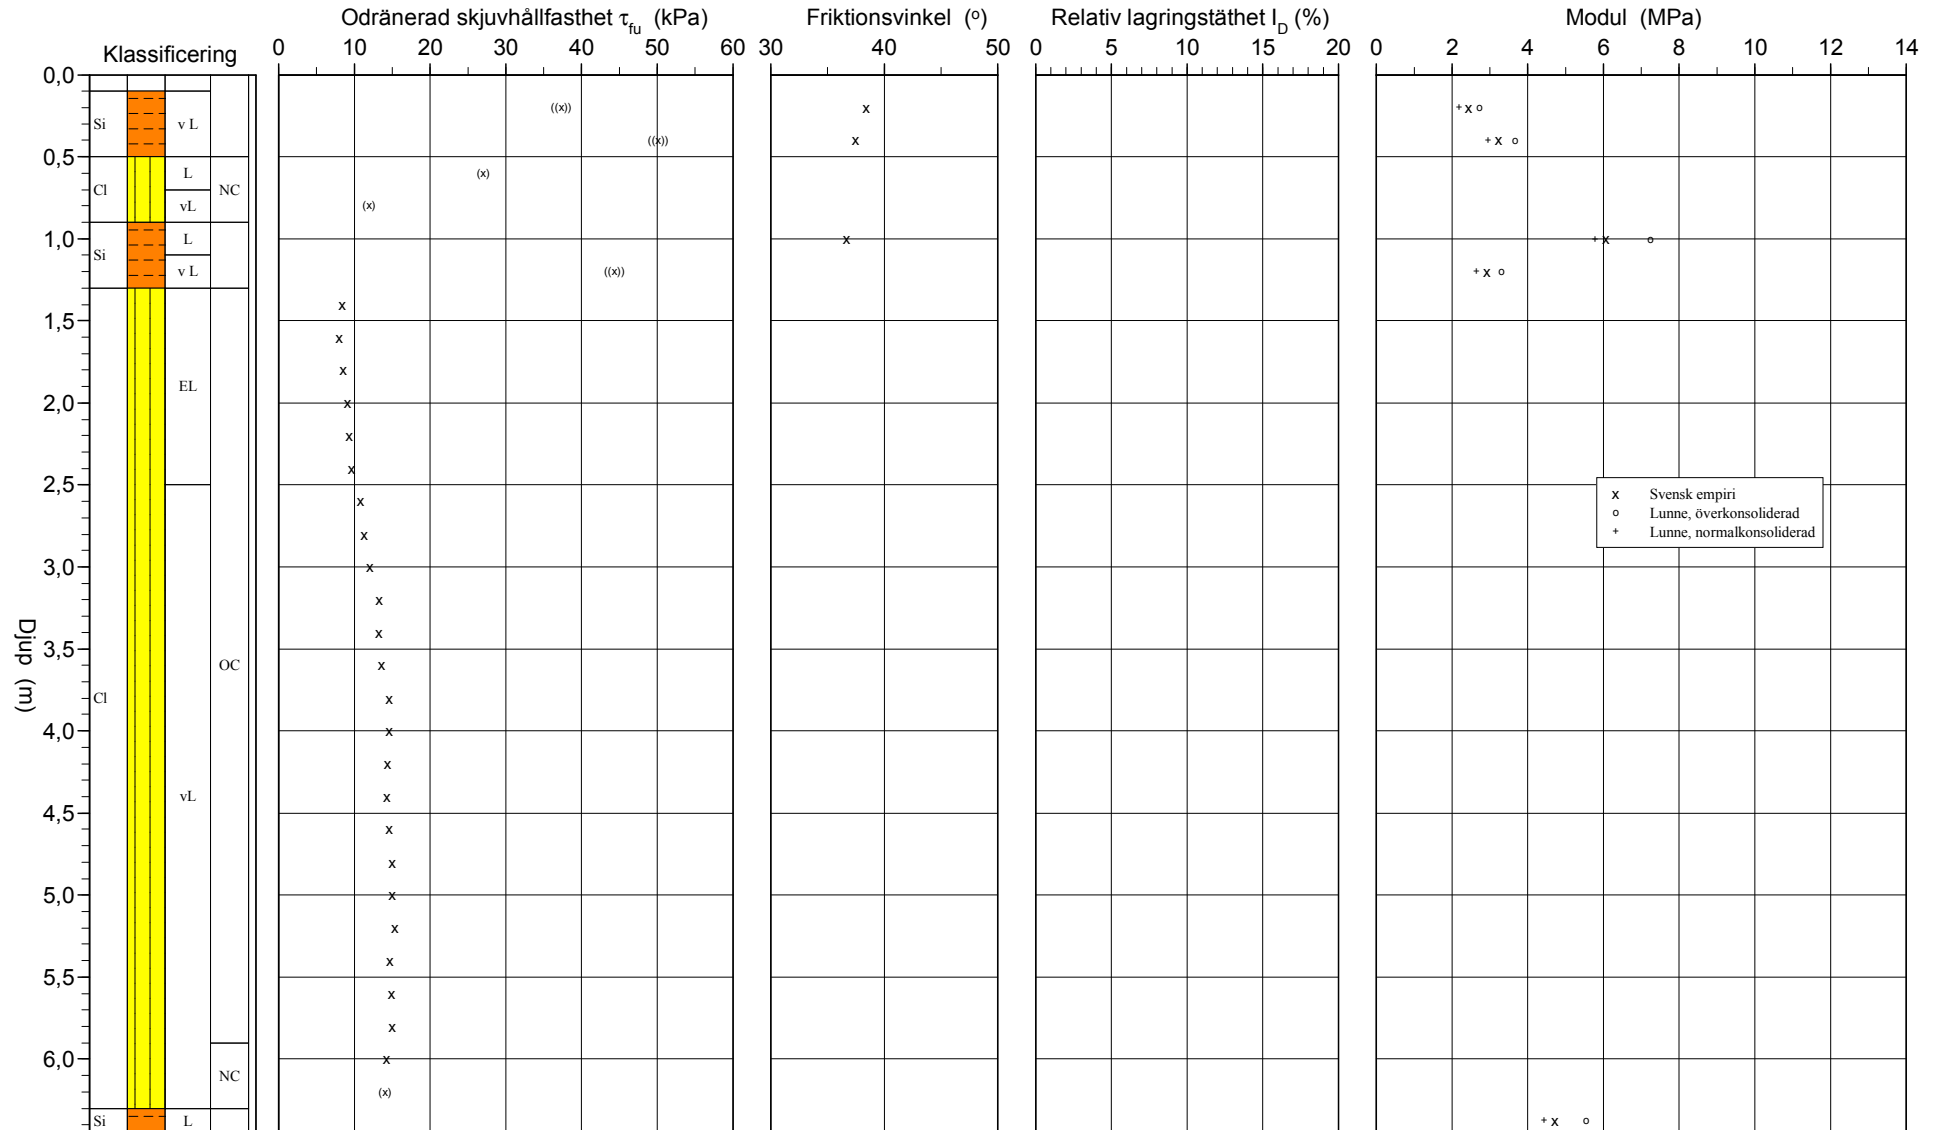 Odränerad skjuvhållfasthet τfu (kPa) Friktionsvinkel (o) Relativ lagringstäthet ID (%) Modul (MPa)
Klassificering
0 10 20 30 40 50 60 30 40 50 0 5 10 15 20 0 2 4 6 8 10 12 14
0,0
Si v L
0,5
L
Cl NC
vL
1,0 L
Si
v L
1,5
EL
2,0
2,5
x Svensk empiri
o Lunne, överkonsoliderad
+ Lunne, normalkonsoliderad
3,0
Djup (m)
3,5
OC
Cl
4,0
vL
4,5
5,0
5,5
6,0
NC
Si L